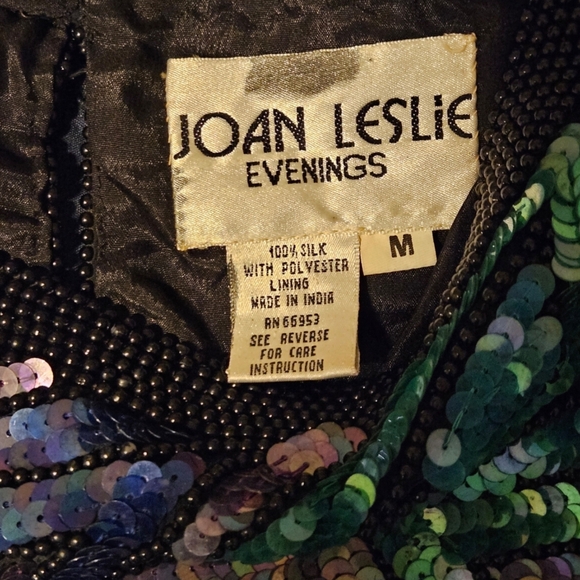 JOAN LESLiE
EVENINGS
M
100% SILK
WITH POLYESTER
LINING
MADE IN INDIA
RN 66953
SEE REVERSE
FOR CARE
INSTRUCTION